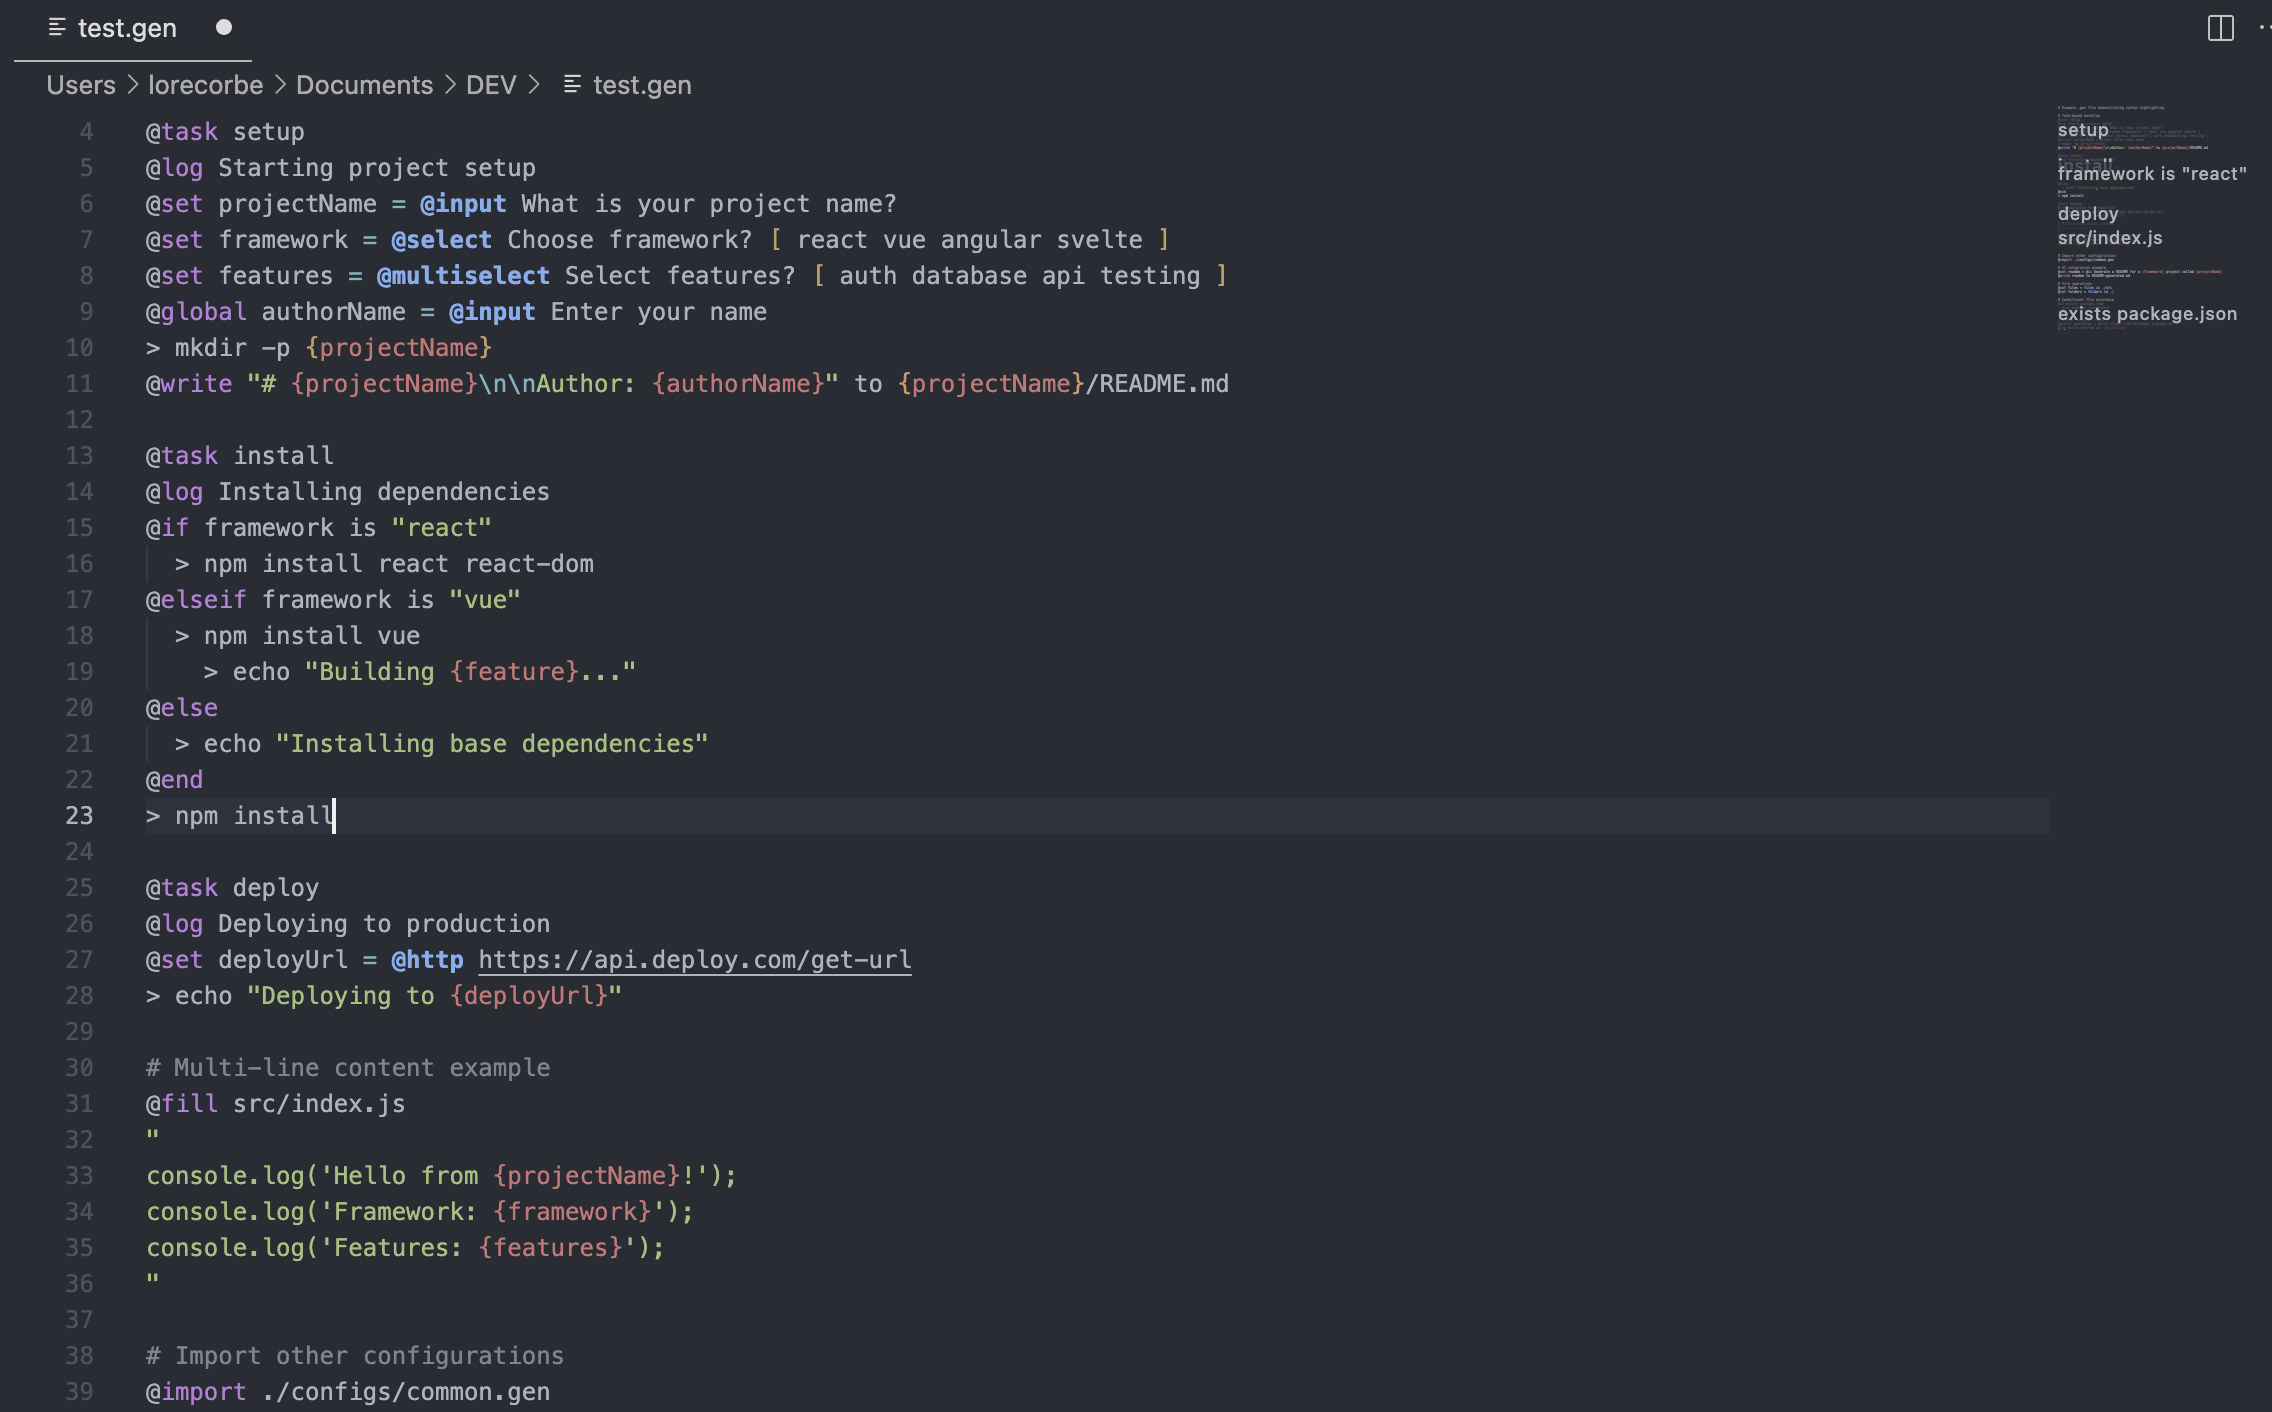 test.gen
Users > lorecorbe > Documents > DEV > test.gen
4 @task setup
5 @log Starting project setup
6 @set projectName = @input What is your project name?
7 @set framework = @select Choose framework? [ react vue angular svelte ]
8 @set features = @multiselect Select features? [ auth database api testing ]
9 @global authorName = @input Enter your name
10 > mkdir -p {projectName}
11 @write "# {projectName}\n\nAuthor: {authorName}" to {projectName}/README.md
12
13 @task install
14 @log Installing dependencies
15 @if framework is "react"
16   > npm install react react-dom
17 @elseif framework is "vue"
18   > npm install vue
19     > echo "Building {feature}..."
20 @else
21   > echo "Installing base dependencies"
22 @end
23 > npm install
24
25 @task deploy
26 @log Deploying to production
27 @set deployUrl = @http https://api.deploy.com/get-url
28 > echo "Deploying to {deployUrl}"
29
30 # Multi-line content example
31 @fill src/index.js
32 "
33 console.log('Hello from {projectName}!');
34 console.log('Framework: {framework}');
35 console.log('Features: {features}');
36 "
37
38 # Import other configurations
39 @import ./configs/common.gen
setup
install
framework is "react"
deploy
src/index.js
exists package.json